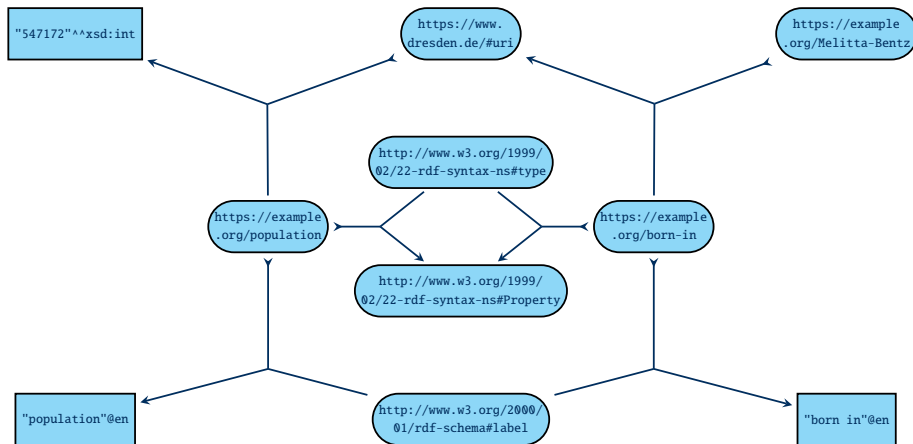 "547172"^^xsd:int
https://www.
dresden.de/#uri
https://example
.org/Melitta-Bentz
http://www.w3.org/1999/
02/22-rdf-syntax-ns#type
https://example
.org/population
https://example
.org/born-in
http://www.w3.org/1999/
02/22-rdf-syntax-ns#Property
"population"@en
http://www.w3.org/2000/
01/rdf-schema#label
"born in"@en